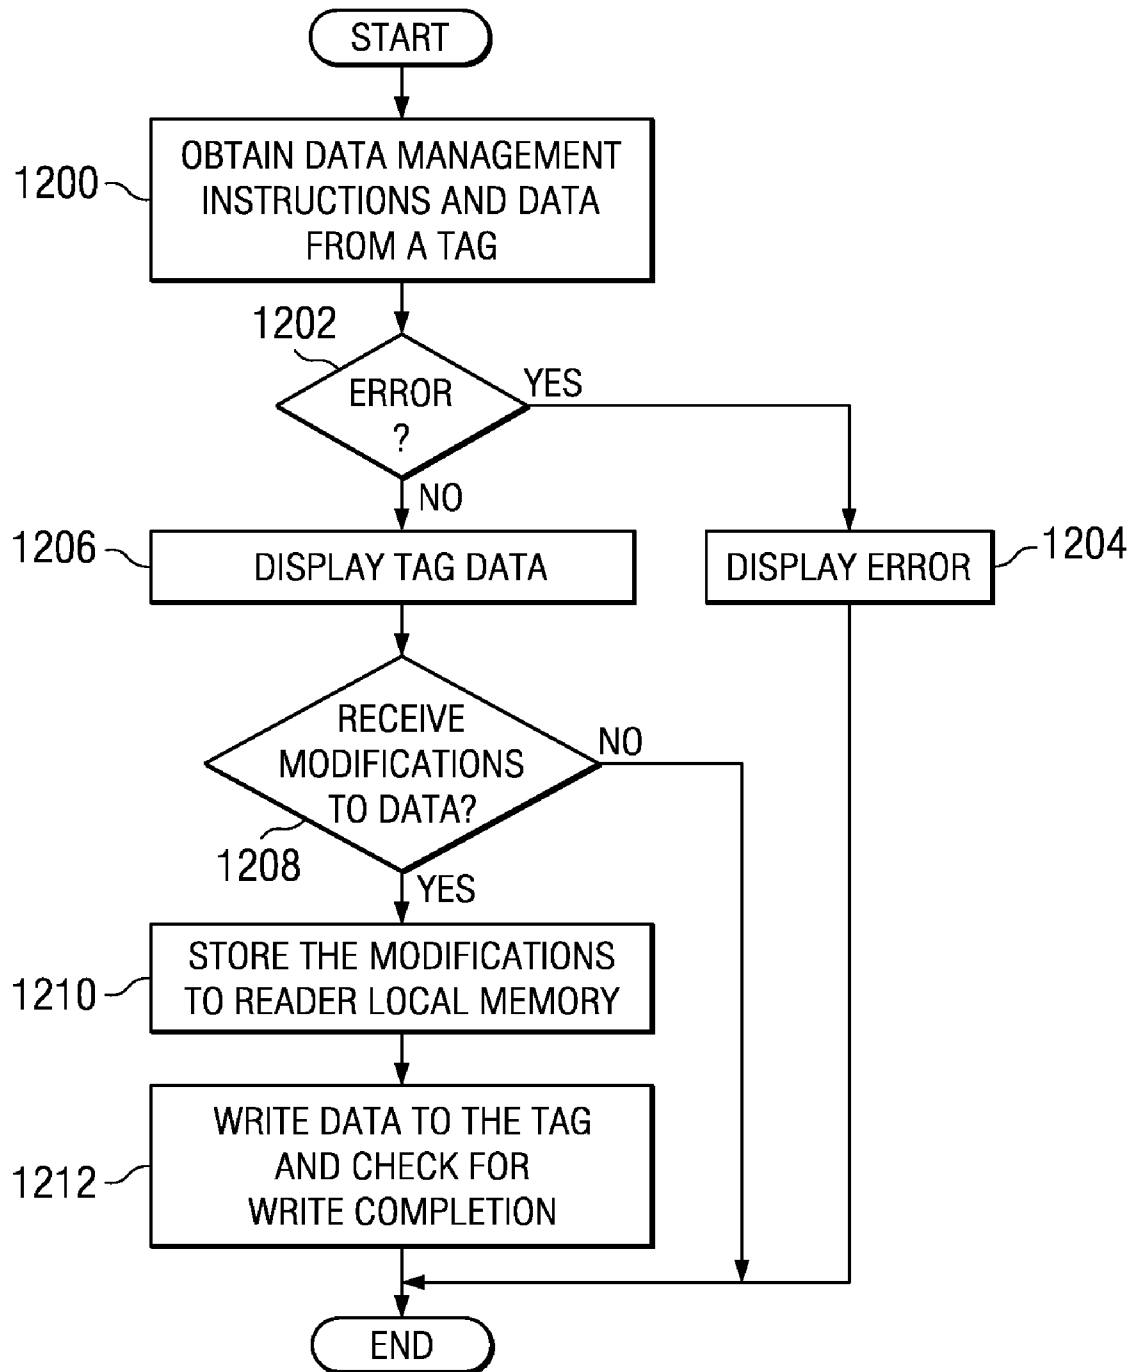 START
1200
OBTAIN DATA MANAGEMENT
INSTRUCTIONS AND DATA
FROM A TAG
1202
ERROR
?
YES
NO
1206
DISPLAY TAG DATA
DISPLAY ERROR
1204
RECEIVE
MODIFICATIONS
TO DATA?
NO
1208
YES
1210
STORE THE MODIFICATIONS
TO READER LOCAL MEMORY
1212
WRITE DATA TO THE TAG
AND CHECK FOR
WRITE COMPLETION
END